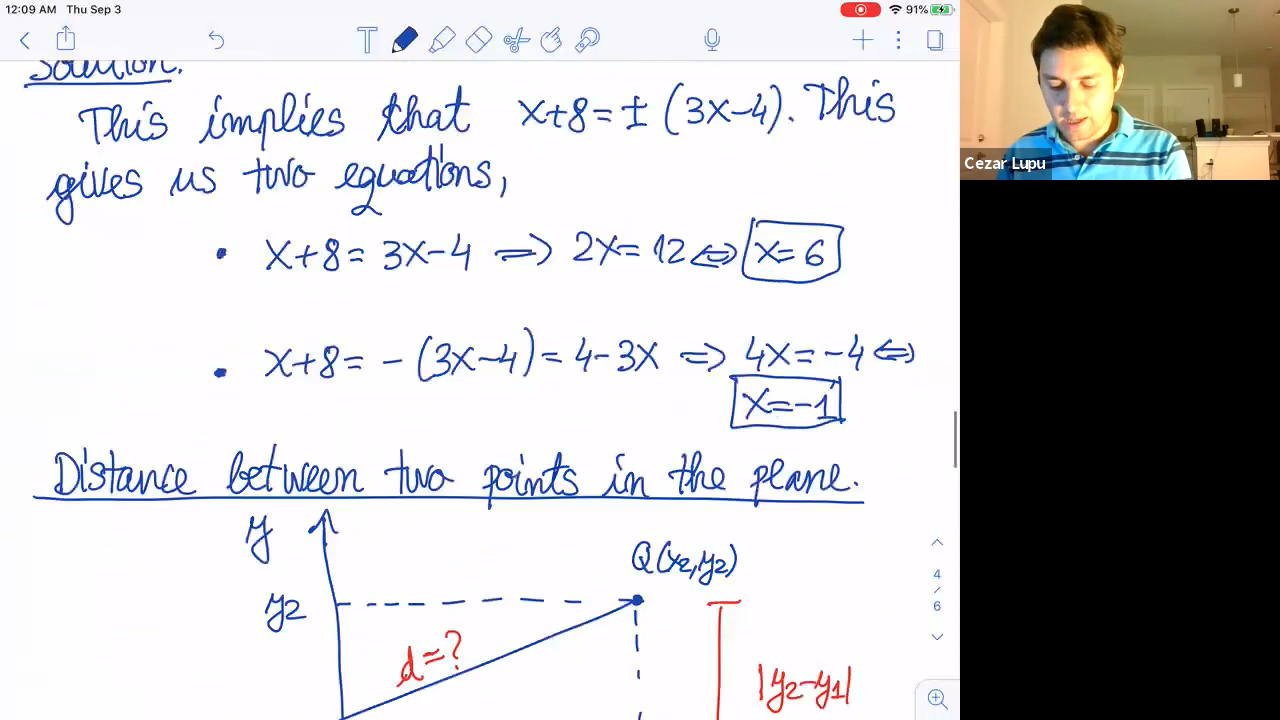 12:09 AM Thu Sep 3
91%
Cezar Lupu
Solution.
This implies that x+8=±(3x-4). This
gives us two equations,
• x+8=3x-4 ⟹ 2x=12 ⟺ x=6
• x+8=-(3x-4)=4-3x ⟹ 4x=-4 ⟺
x=-1
Distance between two points in the plane.
y
Q(x2,y2)
y2
d=?
|y2-y1|
4
/
6